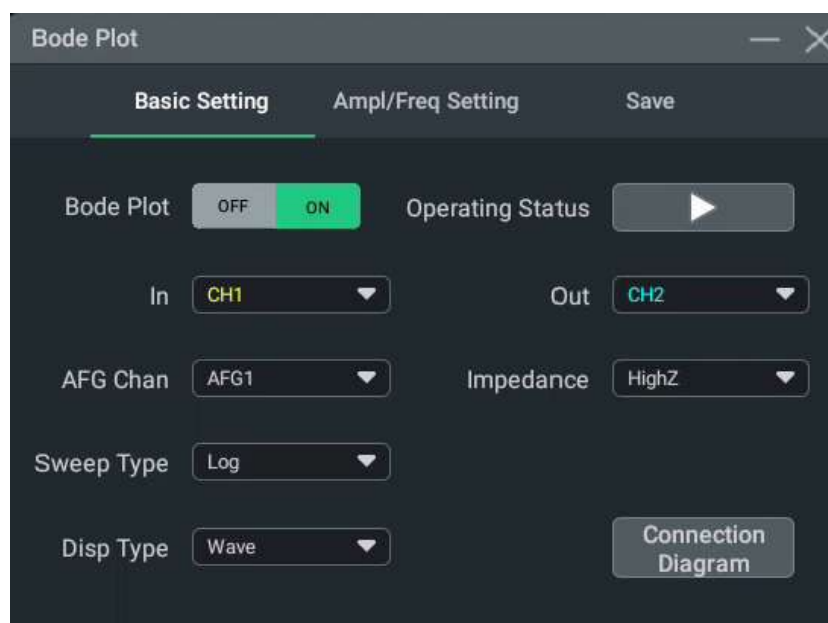 Bode Plot
Basic Setting Ampl/Freq Setting Save
Bode Plot OFF ON Operating Status
In CH1 Out CH2
AFG Chan AFG1 Impedance HighZ
Sweep Type Log
Disp Type Wave Connection
Diagram